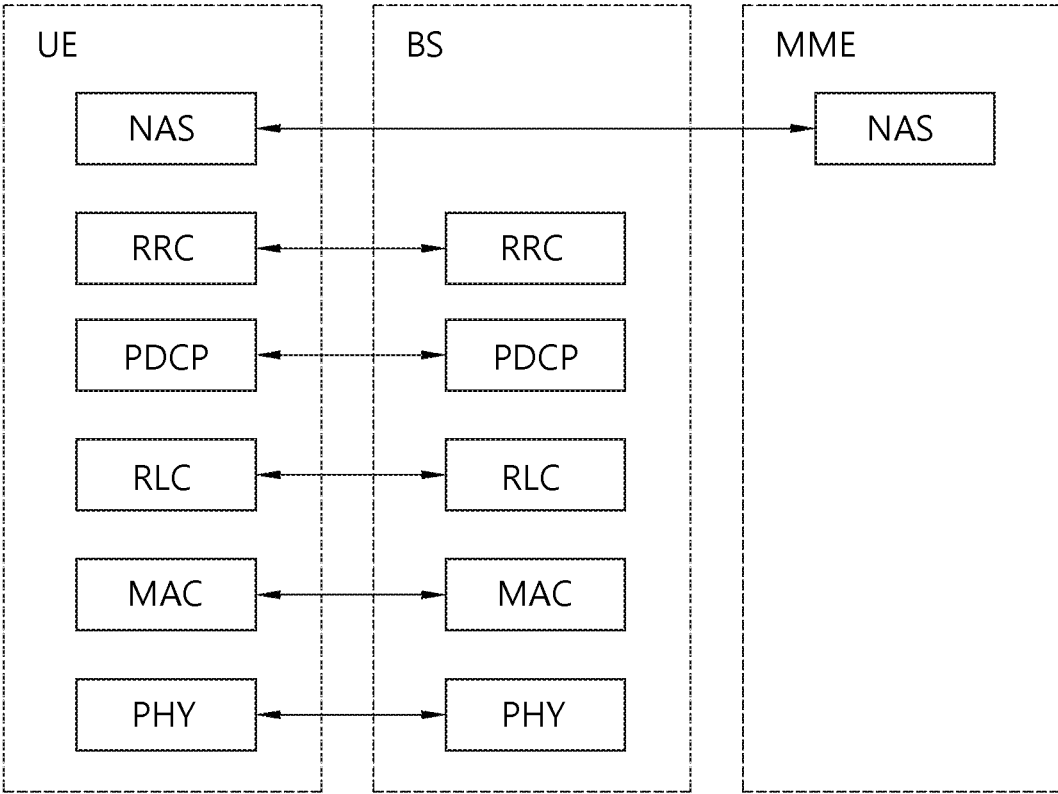 UE BS MME
NAS NAS
RRC RRC
PDCP PDCP
RLC RLC
MAC MAC
PHY PHY